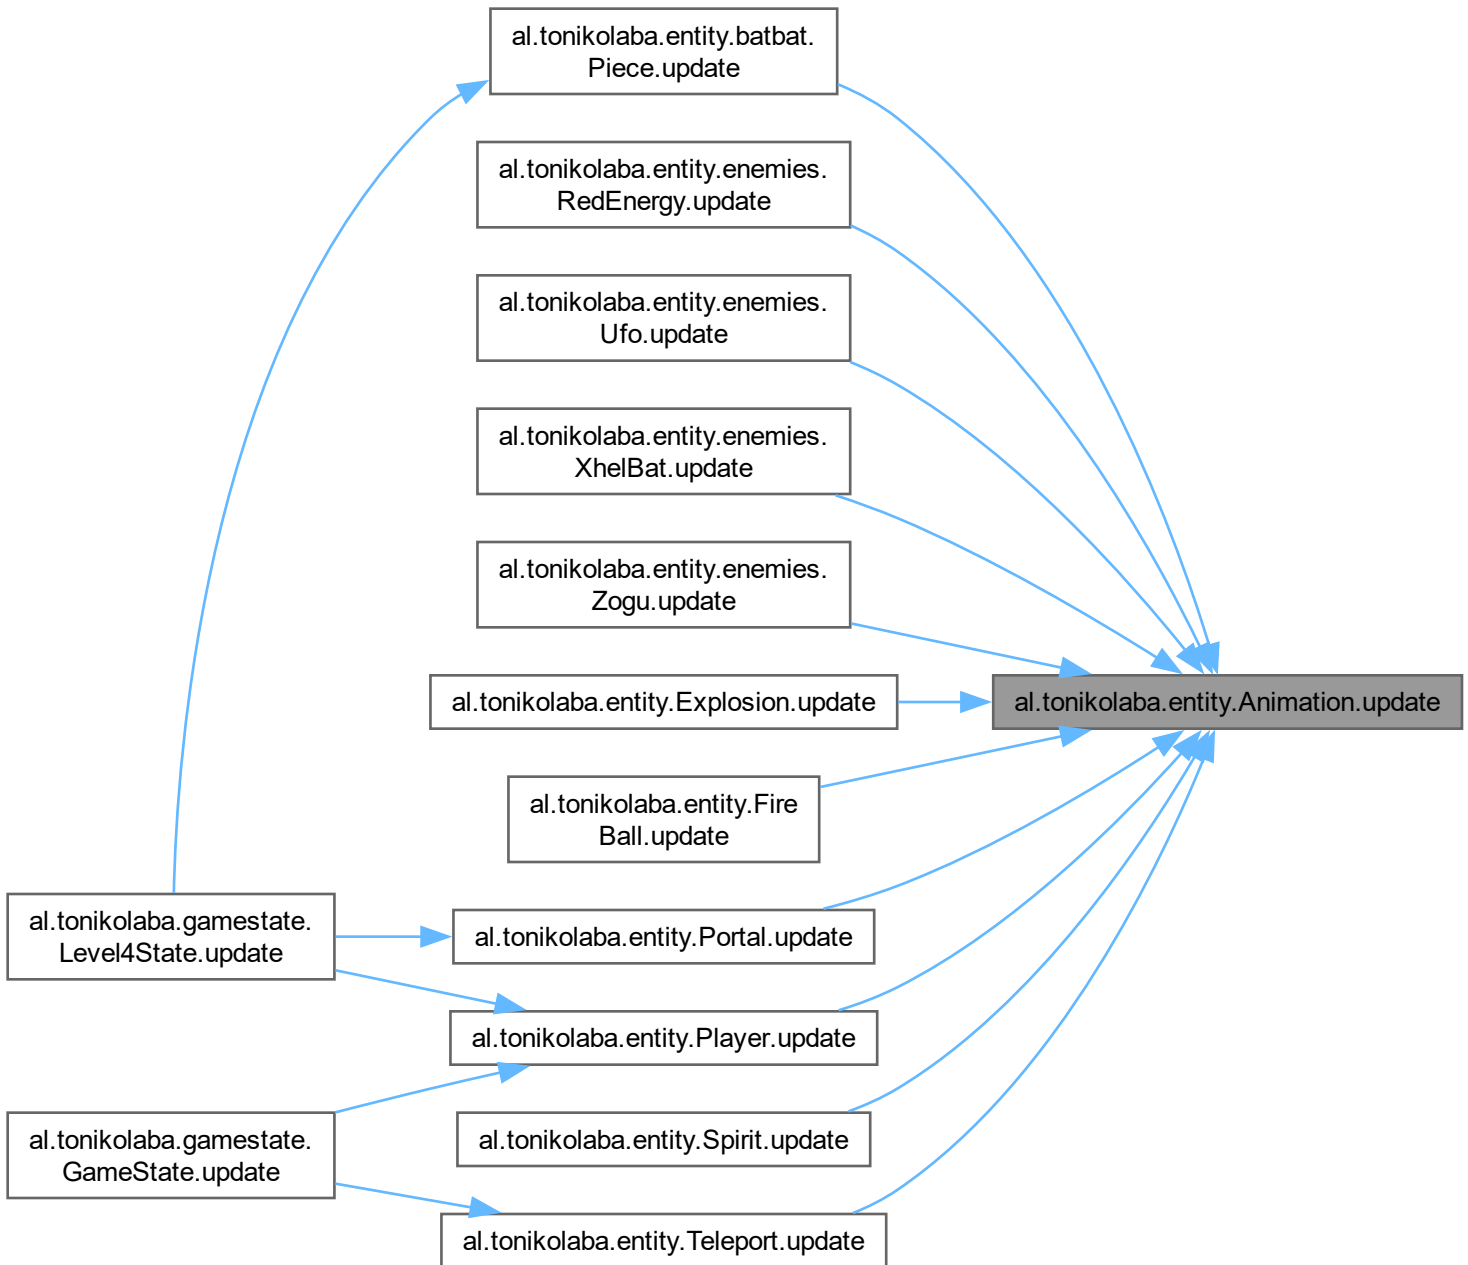 al.tonikolaba.entity.batbat.
Piece.update
al.tonikolaba.entity.enemies.
RedEnergy.update
al.tonikolaba.entity.enemies.
Ufo.update
al.tonikolaba.entity.enemies.
XhelBat.update
al.tonikolaba.entity.enemies.
Zogu.update
al.tonikolaba.entity.Explosion.update
al.tonikolaba.entity.Animation.update
al.tonikolaba.entity.Fire
Ball.update
al.tonikolaba.gamestate.
Level4State.update
al.tonikolaba.entity.Portal.update
al.tonikolaba.entity.Player.update
al.tonikolaba.gamestate.
GameState.update
al.tonikolaba.entity.Spirit.update
al.tonikolaba.entity.Teleport.update